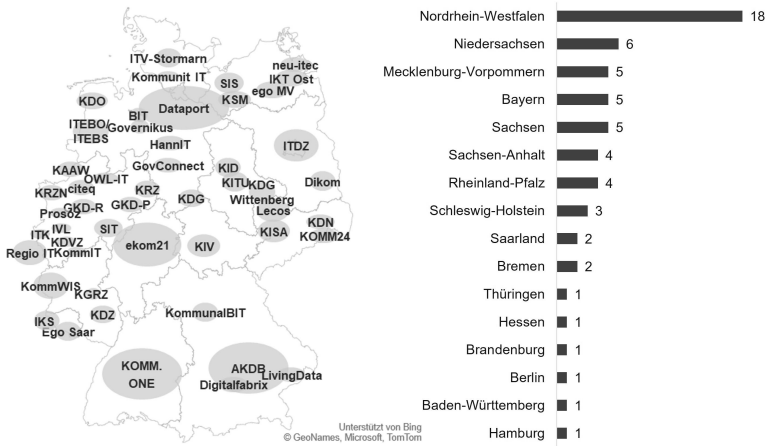 ITV-Stormarn
Kommunit IT
neu-itec
IKT Ost
SIS
ego MV
KSM
KDO
Dataport
BIT
ITEBO/
Governikus
ITEBS
HannIT
ITDZ
KAAW
GovConnect
OWL-IT
KID
KRZN
citeq
KRZ
KITU
KDG
Dikom
KDG
Wittenberg
GKD-R
GKD-P
Prosoz
Lecos
IVL
SIT
KDN
ITK
KISA
KOMM24
KDVZ
ekom21
KIV
Regio IT
KommIT
KommWIS
KGRZ
KommunalBIT
IKS
KDZ
Ego Saar
KOMM.
ONE
AKDB
LivingData
Digitalfabrix
Unterstützt von Bing
© GeoNames, Microsoft, TomTom
Nordrhein-Westfalen 18
Niedersachsen 6
Mecklenburg-Vorpommern 5
Bayern 5
Sachsen 5
Sachsen-Anhalt 4
Rheinland-Pfalz 4
Schleswig-Holstein 3
Saarland 2
Bremen 2
Thüringen 1
Hessen 1
Brandenburg 1
Berlin 1
Baden-Württemberg 1
Hamburg 1